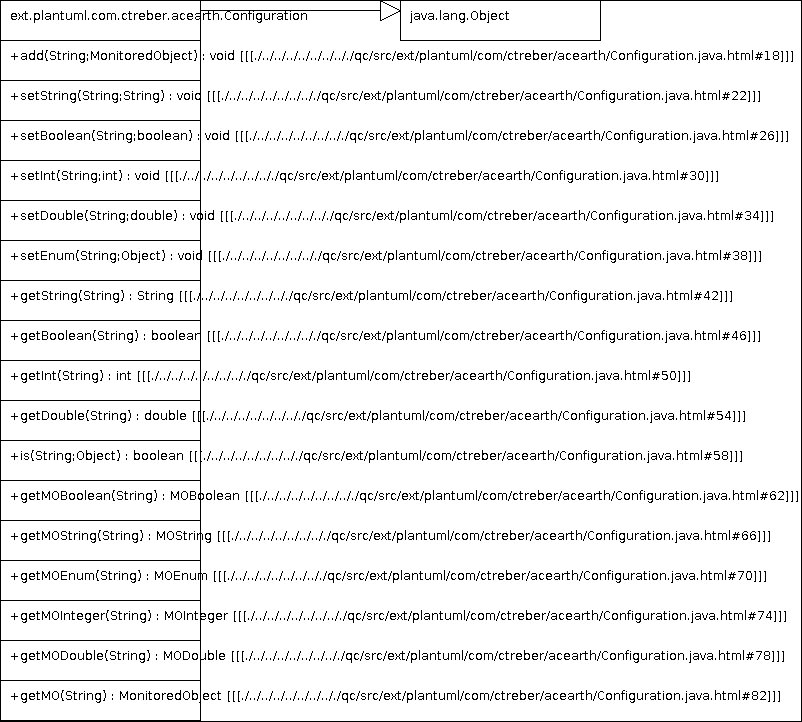 ext.plantuml.com.ctreber.acearth.Configuration
java.lang.Object
+add(String;MonitoredObject) : void [[[./../../../../../../../../qc/src/ext/plantuml/com/ctreber/acearth/Configuration.java.html#18]]]
+setString(String;String) : void [[[./../../../../../../../../qc/src/ext/plantuml/com/ctreber/acearth/Configuration.java.html#22]]]
+setBoolean(String;boolean) : void [[[./../../../../../../../../qc/src/ext/plantuml/com/ctreber/acearth/Configuration.java.html#26]]]
+setInt(String;int) : void [[[./../../../../../../../../qc/src/ext/plantuml/com/ctreber/acearth/Configuration.java.html#30]]]
+setDouble(String;double) : void [[[./../../../../../../../../qc/src/ext/plantuml/com/ctreber/acearth/Configuration.java.html#34]]]
+setEnum(String;Object) : void [[[./../../../../../../../../qc/src/ext/plantuml/com/ctreber/acearth/Configuration.java.html#38]]]
+getString(String) : String [[[./../../../../../../../../qc/src/ext/plantuml/com/ctreber/acearth/Configuration.java.html#42]]]
+getBoolean(String) : boolean [[[./../../../../../../../../qc/src/ext/plantuml/com/ctreber/acearth/Configuration.java.html#46]]]
+getInt(String) : int [[[./../../../../../../../../qc/src/ext/plantuml/com/ctreber/acearth/Configuration.java.html#50]]]
+getDouble(String) : double [[[./../../../../../../../../qc/src/ext/plantuml/com/ctreber/acearth/Configuration.java.html#54]]]
+is(String;Object) : boolean [[[./../../../../../../../../qc/src/ext/plantuml/com/ctreber/acearth/Configuration.java.html#58]]]
+getMOBoolean(String) : MOBoolean [[[./../../../../../../../../qc/src/ext/plantuml/com/ctreber/acearth/Configuration.java.html#62]]]
+getMOString(String) : MOString [[[./../../../../../../../../qc/src/ext/plantuml/com/ctreber/acearth/Configuration.java.html#66]]]
+getMOEnum(String) : MOEnum [[[./../../../../../../../../qc/src/ext/plantuml/com/ctreber/acearth/Configuration.java.html#70]]]
+getMOInteger(String) : MOInteger [[[./../../../../../../../../qc/src/ext/plantuml/com/ctreber/acearth/Configuration.java.html#74]]]
+getMODouble(String) : MODouble [[[./../../../../../../../../qc/src/ext/plantuml/com/ctreber/acearth/Configuration.java.html#78]]]
+getMO(String) : MonitoredObject [[[./../../../../../../../../qc/src/ext/plantuml/com/ctreber/acearth/Configuration.java.html#82]]]